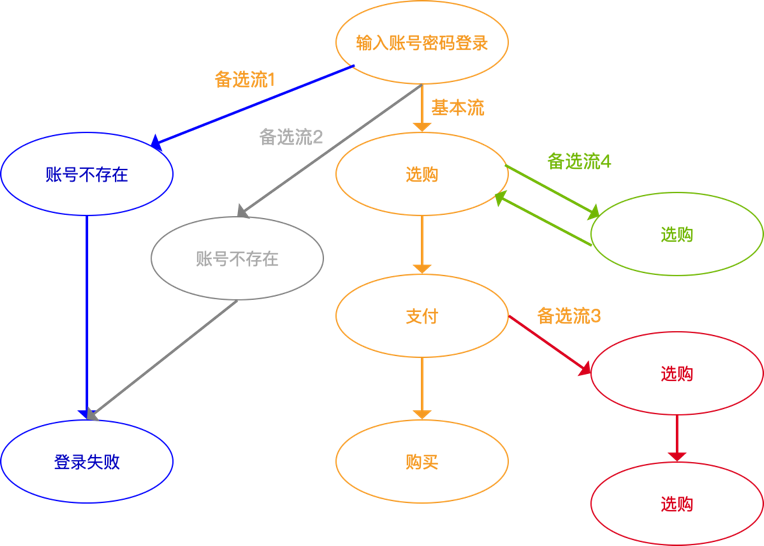 输入账号密码登录
备选流1
基本流
备选流2
备选流4
账号不存在
选购
选购
账号不存在
支付
备选流3
选购
登录失败
购买
选购